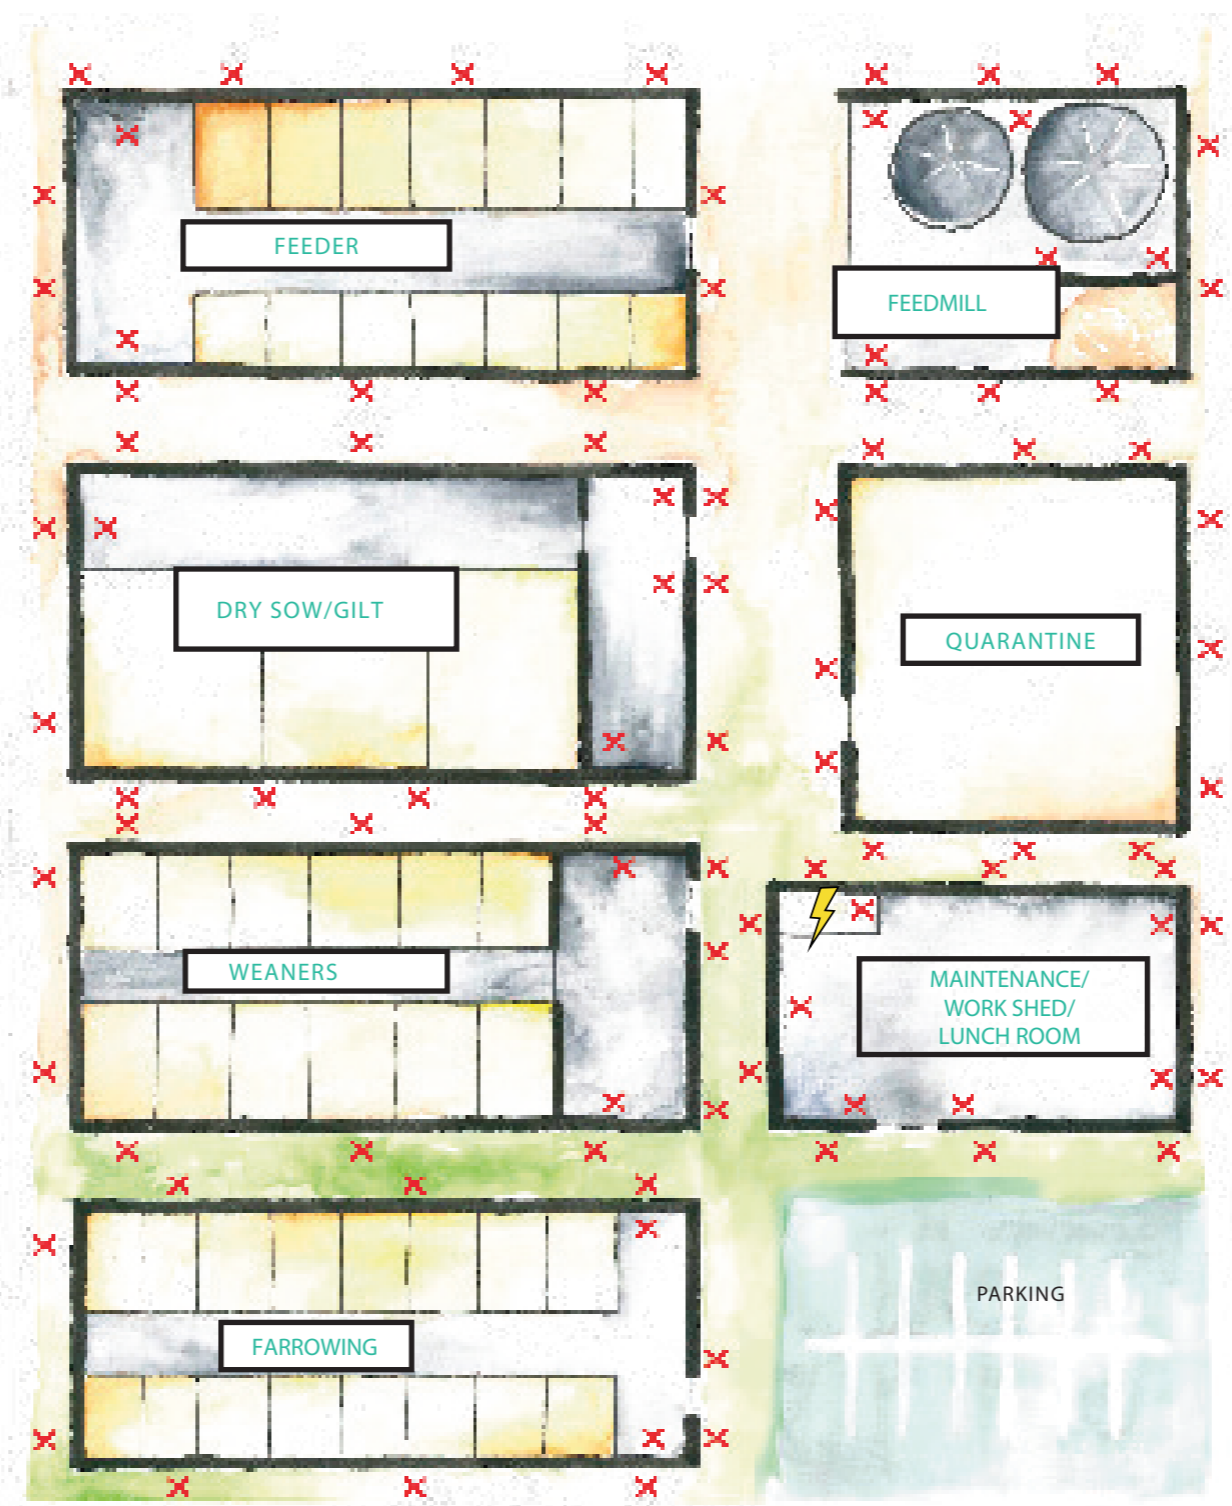 FEEDER
FEEDMILL
DRY SOW/GILT
QUARANTINE
WEANERS
MAINTENANCE/
WORK SHED/
LUNCH ROOM
PARKING
FARROWING